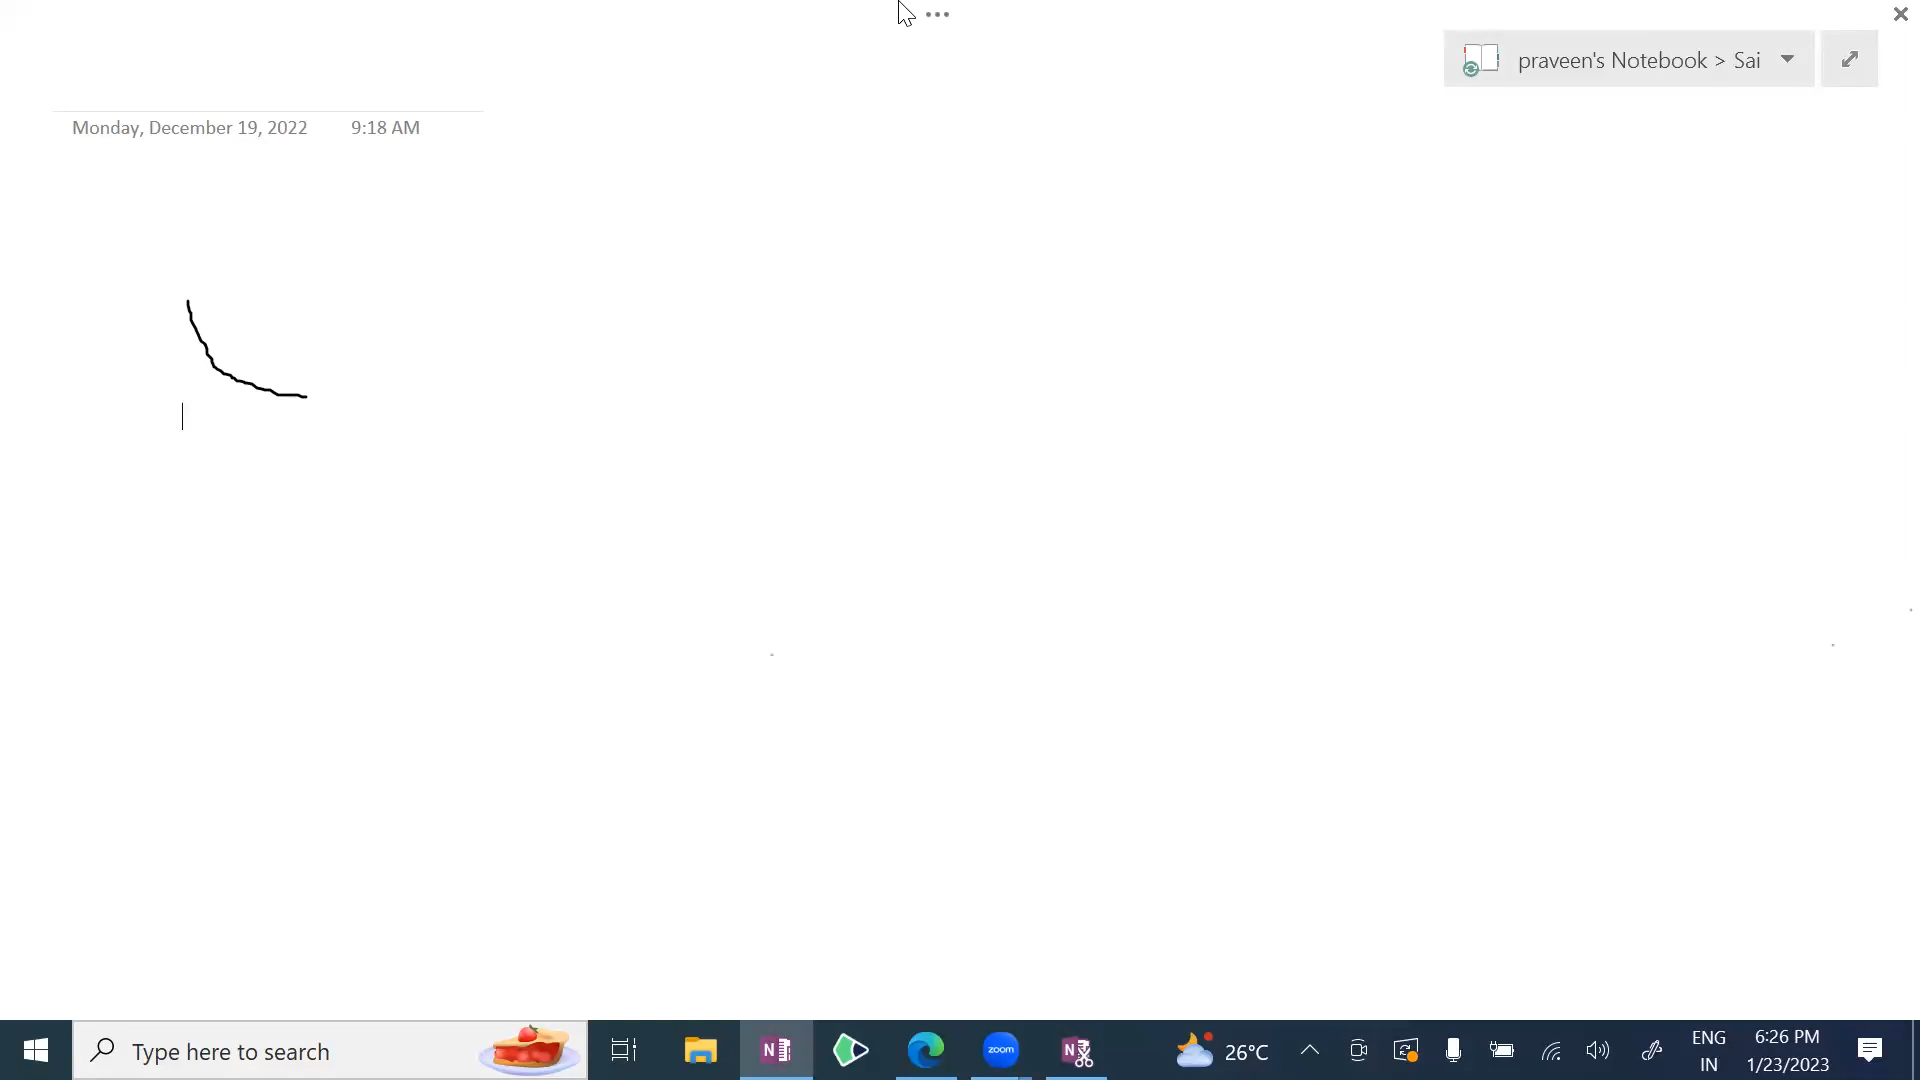 praveen's Notebook > Sai
Monday, December 19, 2022 9:18 AM
Type here to search
N
zoom
N
26°C
ENG
IN
6:26 PM
1/23/2023